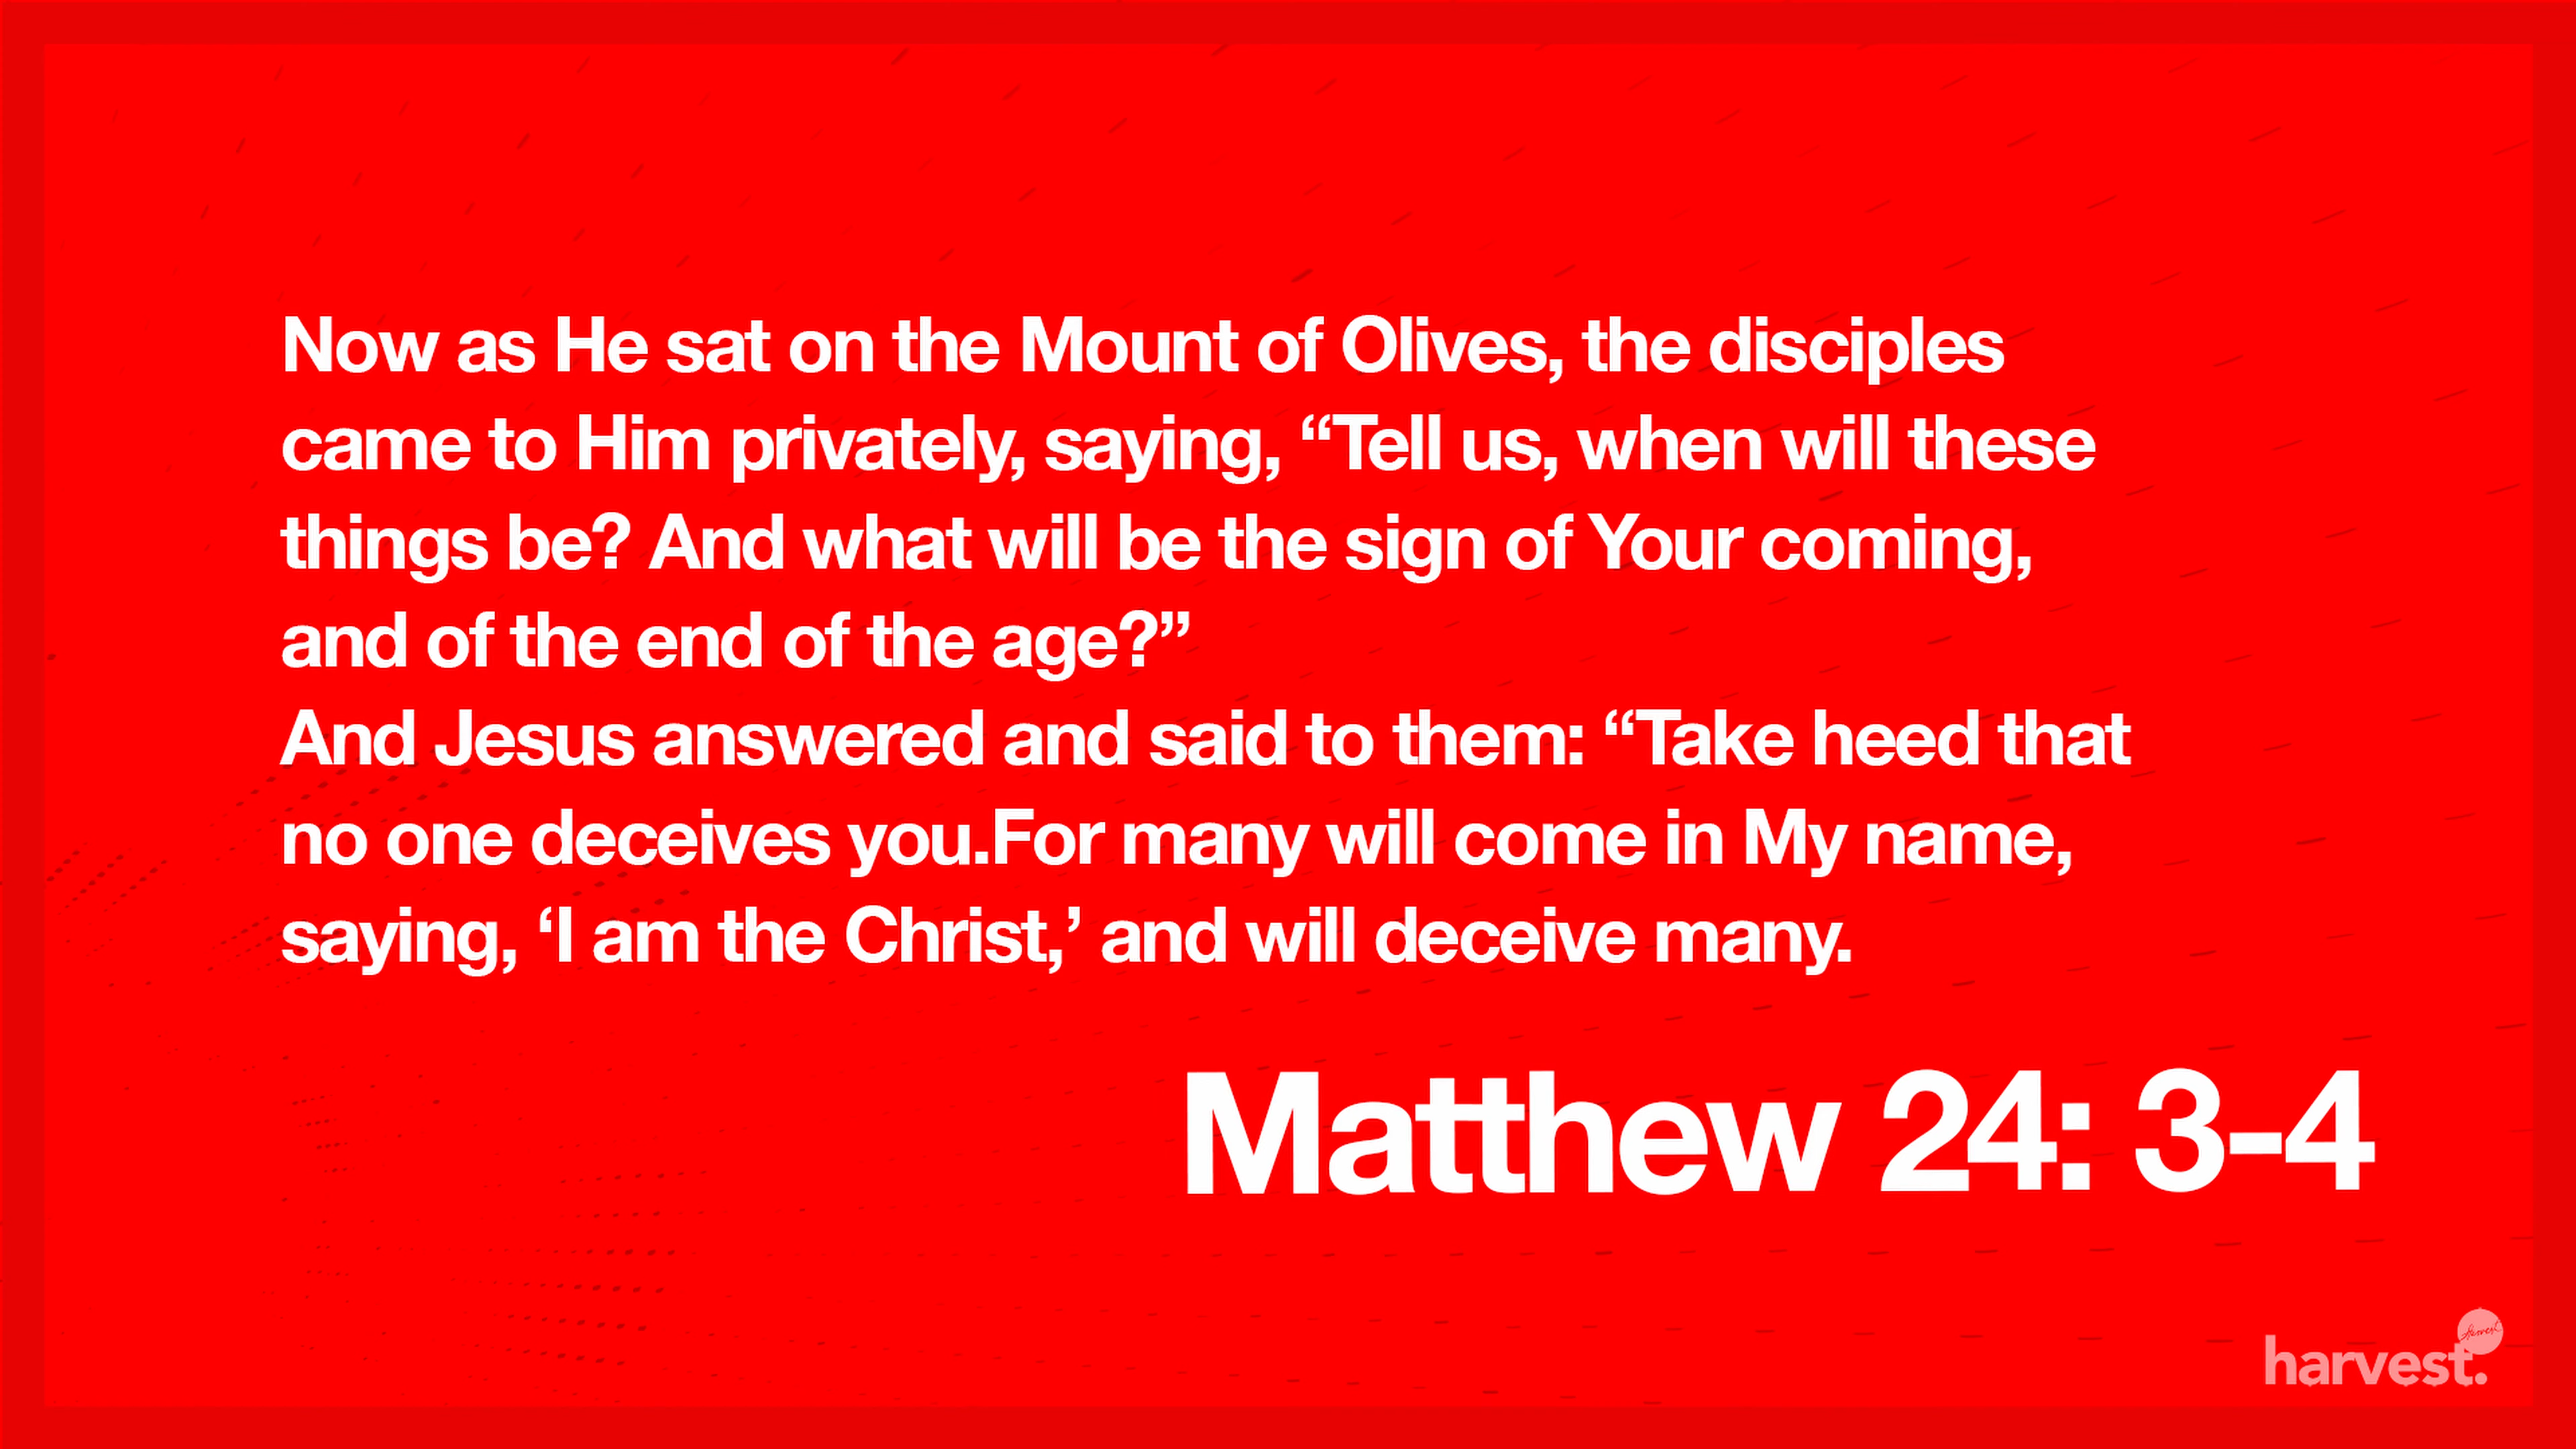 Now as He sat on the Mount of Olives, the disciples
came to Him privately, saying, “Tell us, when will these
things be? And what will be the sign of Your coming,
and of the end of the age?”
And Jesus answered and said to them: “Take heed that
no one deceives you.For many will come in My name,
saying, ‘I am the Christ,’ and will deceive many.
Matthew 24: 3-4
harvest.